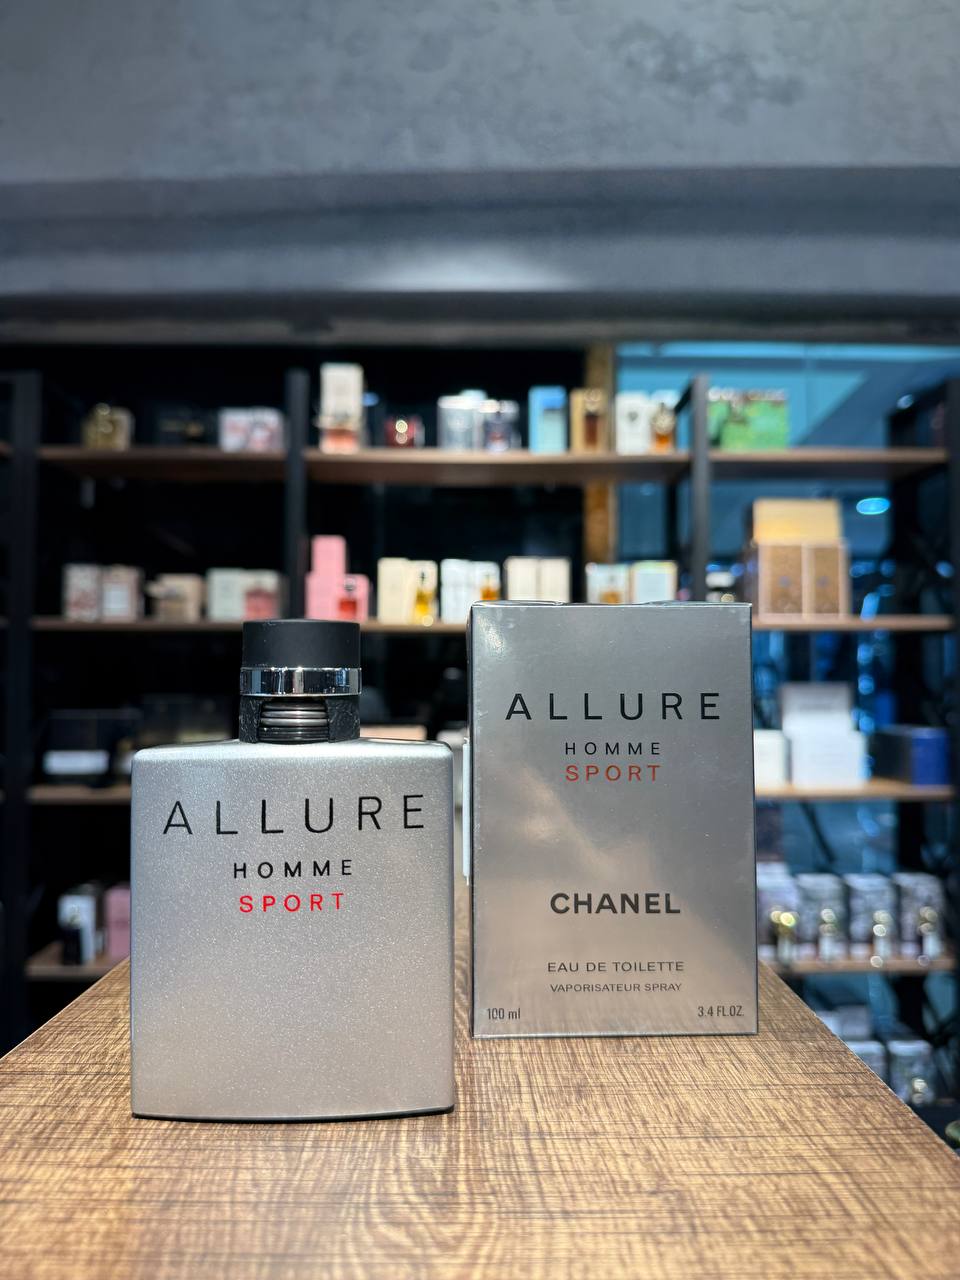 ALLURE
HOMME
SPORT
ALLURE
HOMME
SPORT
CHANEL
EAU DE TOILETTE
VAPORISATEUR SPRAY
100 ml
3.4 FL.OZ.